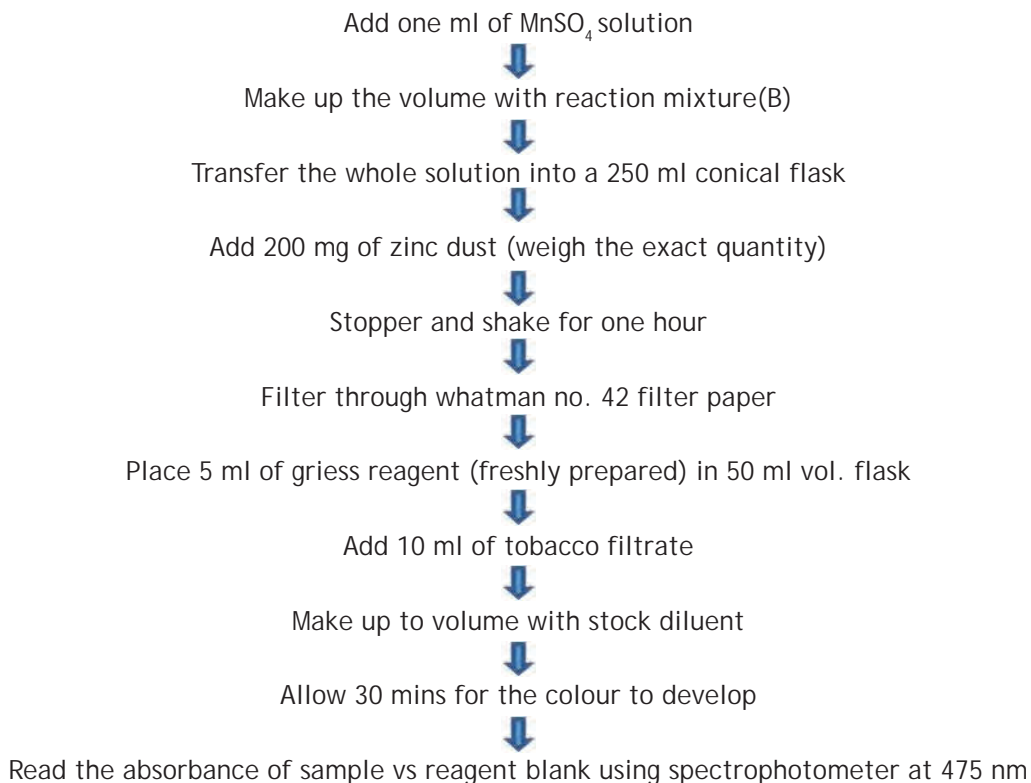 Add one ml of MnSO₄ solution
Make up the volume with reaction mixture(B)
Transfer the whole solution into a 250 ml conical flask
Add 200 mg of zinc dust (weigh the exact quantity)
Stopper and shake for one hour
Filter through whatman no. 42 filter paper
Place 5 ml of griess reagent (freshly prepared) in 50 ml vol. flask
Add 10 ml of tobacco filtrate
Make up to volume with stock diluent
Allow 30 mins for the colour to develop
Read the absorbance of sample vs reagent blank using spectrophotometer at 475 nm